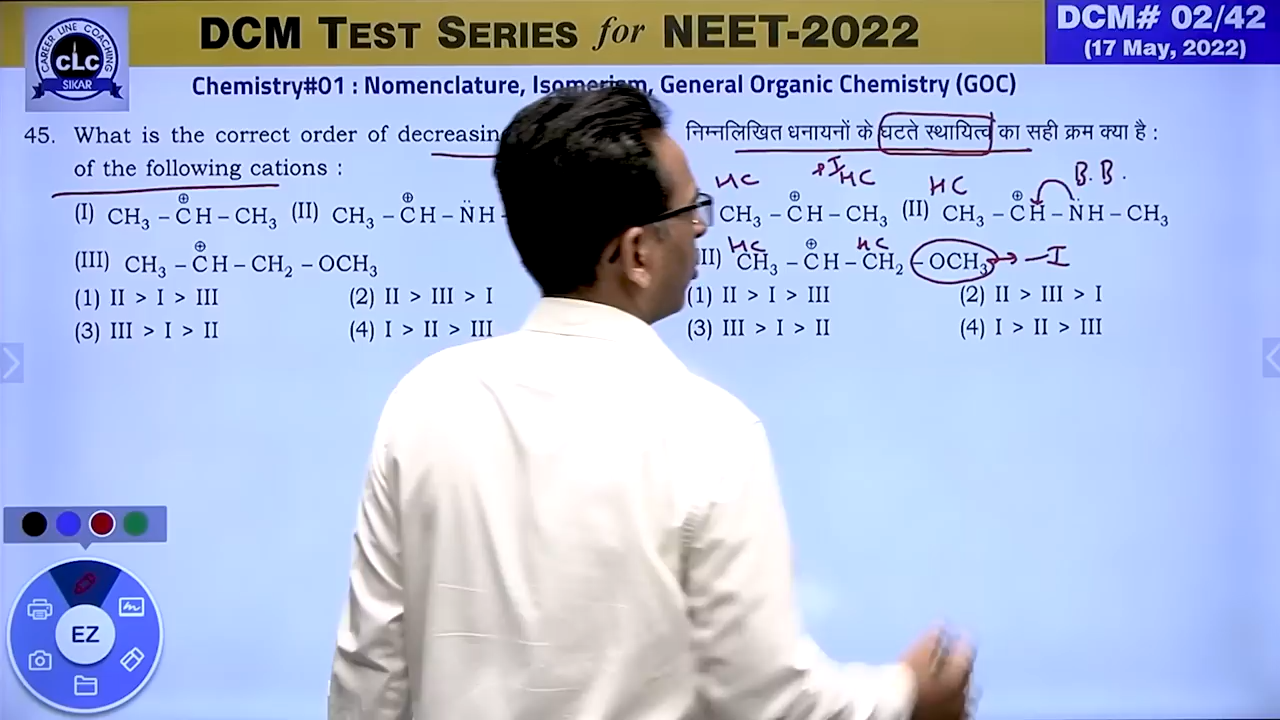 CAREER LINE COACHING
CLC
SIKAR
DCM TEST SERIES for NEET-2022
DCM# 02/42
(17 May, 2022)
Chemistry#01 : Nomenclature, Isomerism, General Organic Chemistry (GOC)
45. What is the correct order of decreasin
of the following cations :
(I) CH₃ – C⊕H – CH₃ (II) CH₃ – C⊕H – N̈H
(III) CH₃ – C⊕H – CH₂ – OCH₃
(1) II > I > III (2) II > III > I
(3) III > I > II (4) I > II > III
निम्नलिखित धनायनों के घटते स्थायित्व का सही क्रम क्या है :
HC +I HC HC B.B.
CH₃ – C⊕H – CH₃ (II) CH₃ – C⊕H – N̈H – CH₃
HC HC
II) CH₃ – C⊕H – CH₂ – OCH₃ → –I
(1) II > I > III (2) II > III > I
(3) III > I > II (4) I > II > III
EZ